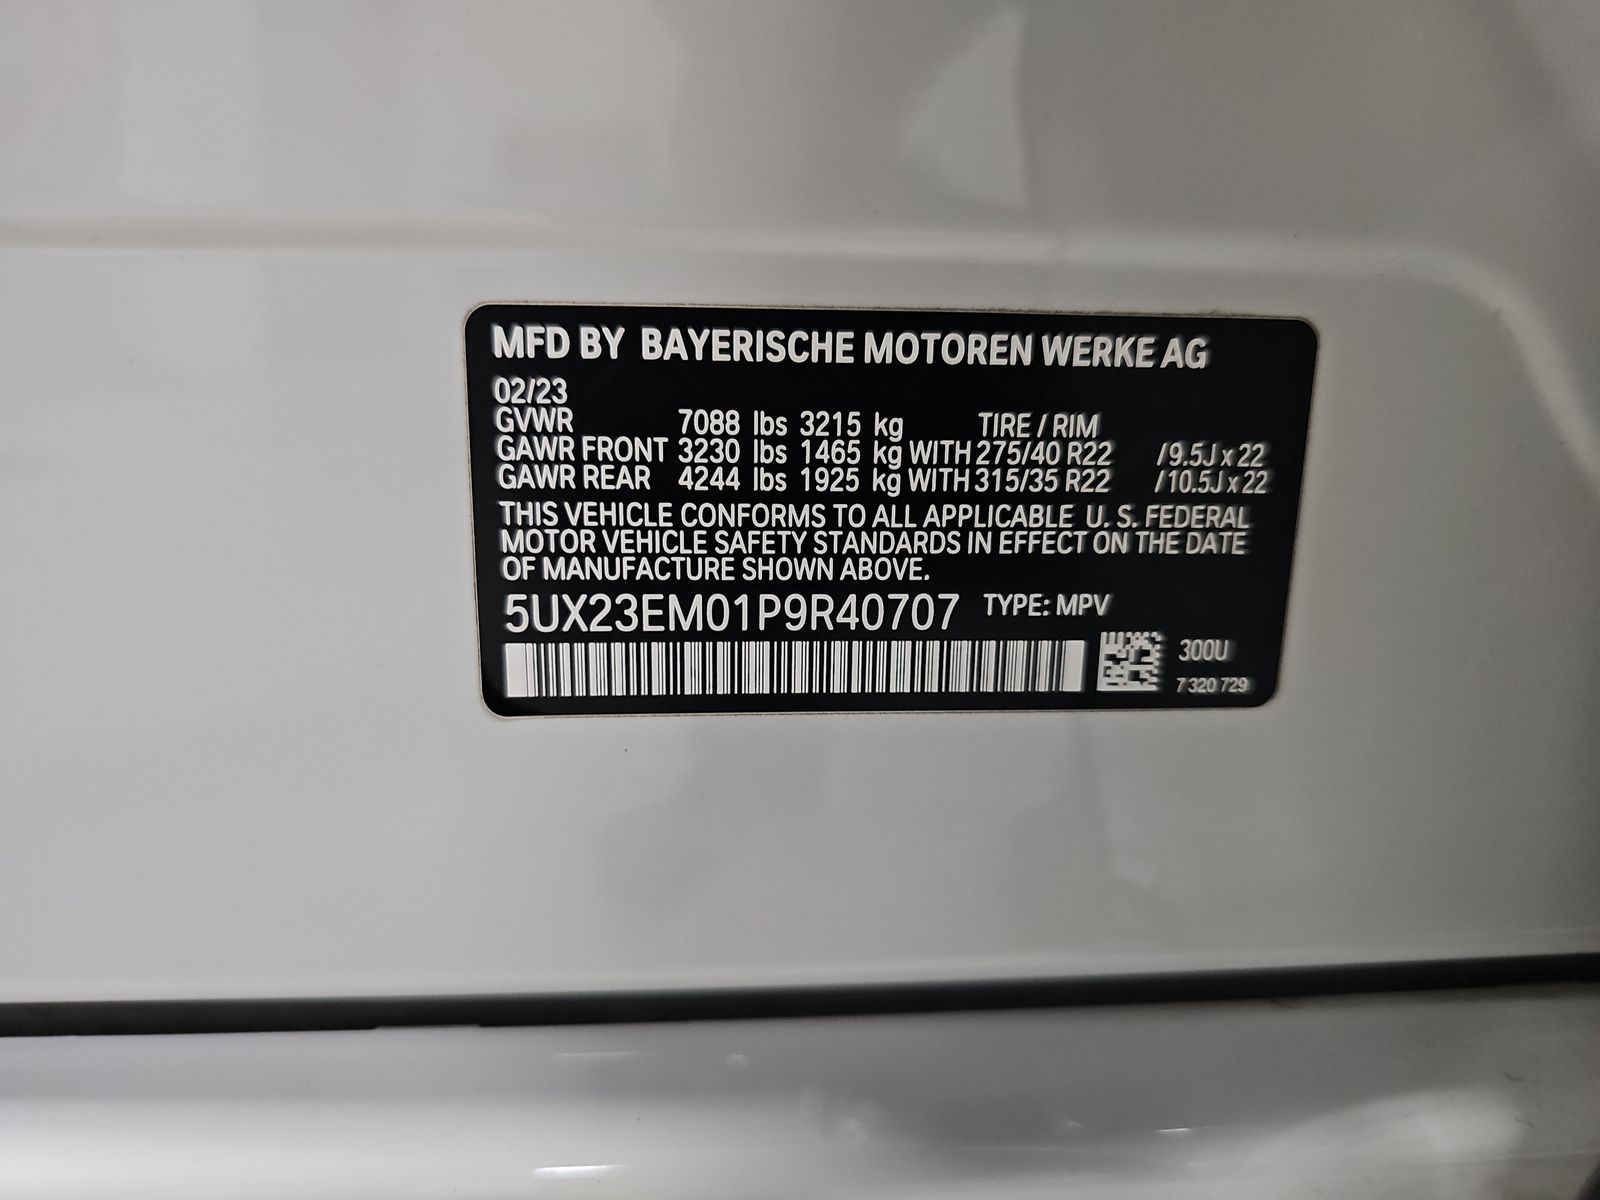 MFD BY BAYERISCHE MOTOREN WERKE AG
02/23
GVWR 7088 lbs 3215 kg TIRE / RIM
GAWR FRONT 3230 lbs 1465 kg WITH 275/40 R22 /9.5J x 22
GAWR REAR 4244 lbs 1925 kg WITH 315/35 R22 /10.5J x 22
THIS VEHICLE CONFORMS TO ALL APPLICABLE U. S. FEDERAL
MOTOR VEHICLE SAFETY STANDARDS IN EFFECT ON THE DATE
OF MANUFACTURE SHOWN ABOVE.
5UX23EM01P9R40707 TYPE: MPV
300U
7 320 729